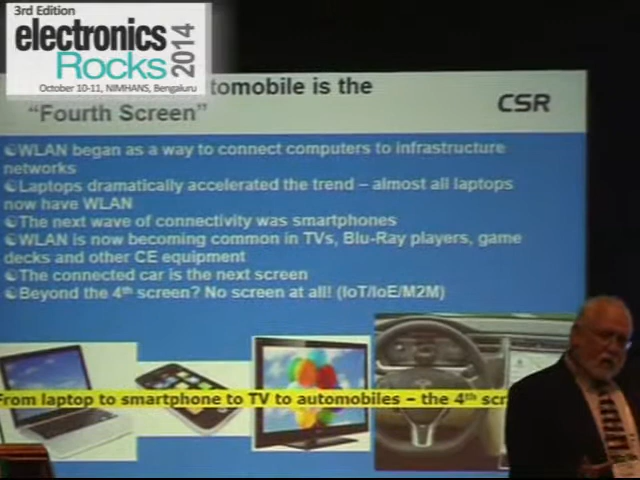 3rd Edition
electronics
Rocks 2014
October 10-11, NIMHANS, Bengaluru
tomobile is the
"Fourth Screen"
CSR
WLAN began as a way to connect computers to infrastructure
networks
Laptops dramatically accelerated the trend – almost all laptops
now have WLAN
The next wave of connectivity was smartphones
WLAN is now becoming common in TVs, Blu-Ray players, game
decks and other CE equipment
The connected car is the next screen
Beyond the 4th screen? No screen at all! (IoT/IoE/M2M)
From laptop to smartphone to TV to automobiles – the 4th scr